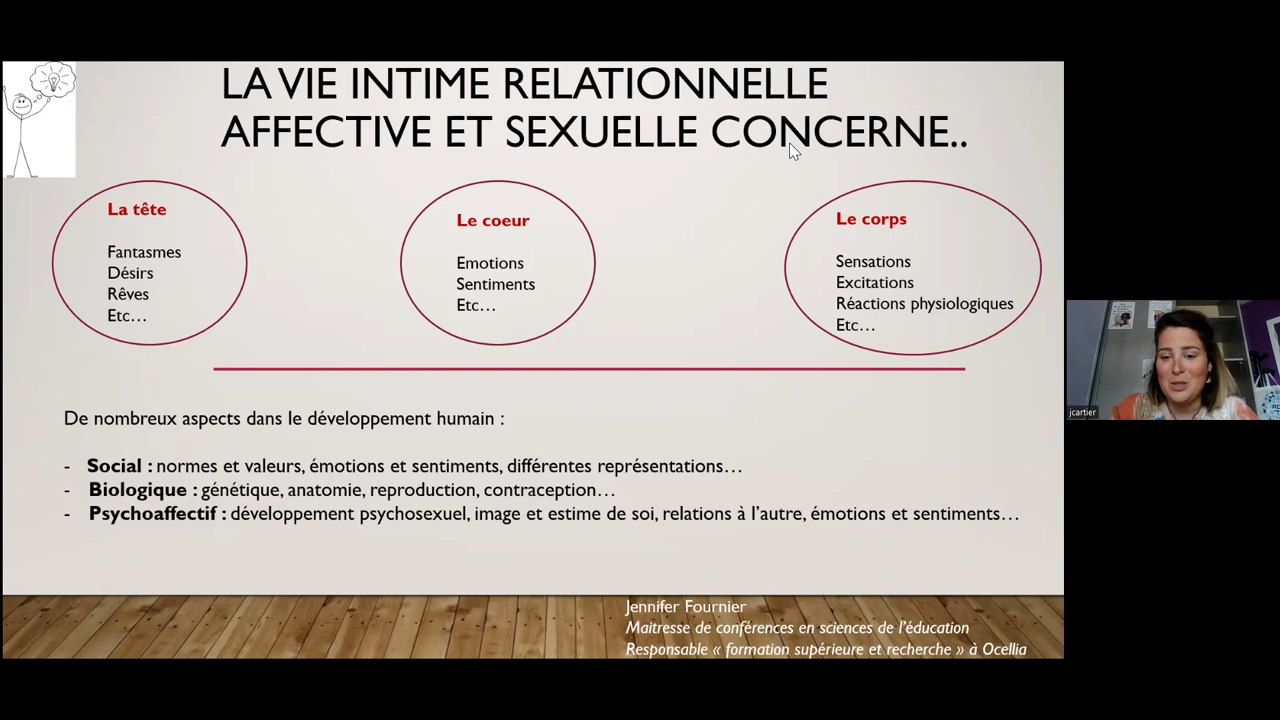 LA VIE INTIME RELATIONNELLE
AFFECTIVE ET SEXUELLE CONCERNE..
La tête
Fantasmes
Désirs
Rêves
Etc…
Le coeur
Emotions
Sentiments
Etc…
Le corps
Sensations
Excitations
Réactions physiologiques
Etc…
De nombreux aspects dans le développement humain :
- Social : normes et valeurs, émotions et sentiments, différentes représentations…
- Biologique : génétique, anatomie, reproduction, contraception…
- Psychoaffectif : développement psychosexuel, image et estime de soi, relations à l’autre, émotions et sentiments…
Jennifer Fournier
Maitresse de conférences en sciences de l’éducation
Responsable « formation supérieure et recherche » à Ocellia
jcartier